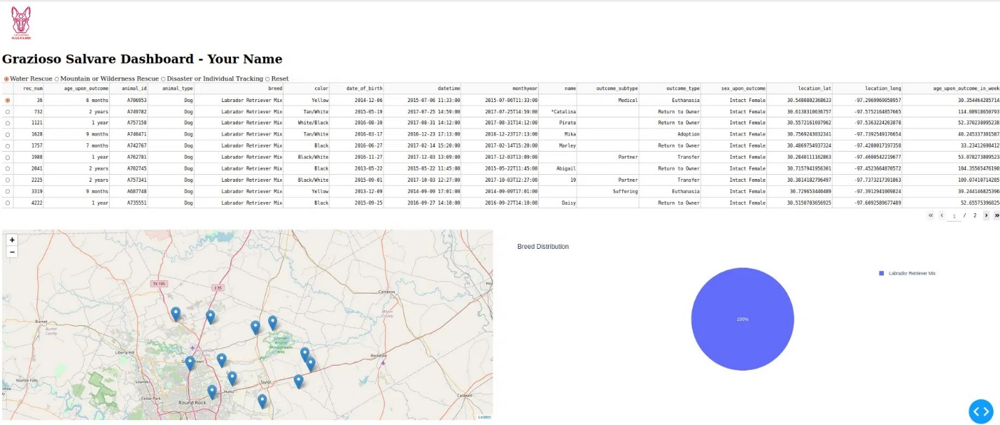 GRAZIOSO
SALVARE
Grazioso Salvare Dashboard - Your Name
Water Rescue Mountain or Wilderness Rescue Disaster or Individual Tracking Reset
rec_num age_upon_outcome animal_id animal_type breed color date_of_birth datetime monthyear name outcome_subtype outcome_type sex_upon_outcome location_lat location_long age_upon_outcome_in_week
36 6 months A706953 Dog Labrador Retriever Mix Yellow 2014-12-06 2015-07-06 11:33:00 2015-07-06T11:33:00 Medical Euthanasia Intact Female 30.5480802368633 -97.2969969058957 30.354464285714
732 2 years A749782 Dog Labrador Retriever Mix Tan/White 2015-05-19 2017-07-25 14:59:00 2017-07-25T14:59:00 *Catalina Return to Owner Intact Female 30.6138310636757 -97.5752164857665 114.08918650793
1121 1 year A757158 Dog Labrador Retriever Mix White/Black 2016-08-30 2017-08-31 14:12:00 2017-08-31T14:12:00 Pirata Return to Owner Intact Female 30.5572161697962 -97.5363224263878 52.370238095238
1628 9 months A740471 Dog Labrador Retriever Mix Tan/White 2016-03-17 2016-12-23 17:13:00 2016-12-23T17:13:00 Mika Adoption Intact Female 30.7569243032341 -97.7392549176654 40.245337301587
1757 7 months A742767 Dog Labrador Retriever Mix Black 2016-06-27 2017-02-14 15:20:00 2017-02-14T15:20:00 Marley Return to Owner Intact Female 30.4869754937324 -97.4280017197358 33.23412698412
1988 1 year A762781 Dog Labrador Retriever Mix Black/White 2016-11-27 2017-12-03 13:09:00 2017-12-03T13:09:00 Partner Transfer Intact Female 30.2840111162863 -97.4600542219677 53.078273809523
2041 2 years A702745 Dog Labrador Retriever Mix Black 2013-05-22 2015-05-22 11:45:00 2015-05-22T11:45:00 Abigail Return to Owner Intact Female 30.7157941956301 -97.4523664870572 104.35565476190
2225 2 years A757341 Dog Labrador Retriever Mix Black/White 2015-09-01 2017-10-03 12:27:00 2017-10-03T12:27:00 19 Partner Transfer Intact Female 30.3814182796497 -97.7373217391863 109.07410714285
3319 9 months A687748 Dog Labrador Retriever Mix Yellow 2013-12-09 2014-09-09 17:01:00 2014-09-09T17:01:00 Suffering Euthanasia Intact Female 30.729653440489 -97.3912941009824 39.244146825396
4222 1 year A735551 Dog Labrador Retriever Mix Black 2015-09-25 2016-09-27 14:10:00 2016-09-27T14:10:00 Daisy Return to Owner Intact Female 30.5150703656925 -97.6092589677489 52.65575396825
« ‹ 1 / 2 › »
+
−
TX 195
I 35
Cameron
Milam
County
Burnet
Burnet
County
Liberty Hill
Rockdale
Granger
Wildlife
Management
Area
Marble Falls
Leander
Taylor
Hutto
Cedar Park
Round Rock
Caldwell
Leaflet
Breed Distribution
Labrador Retriever Mix
100%